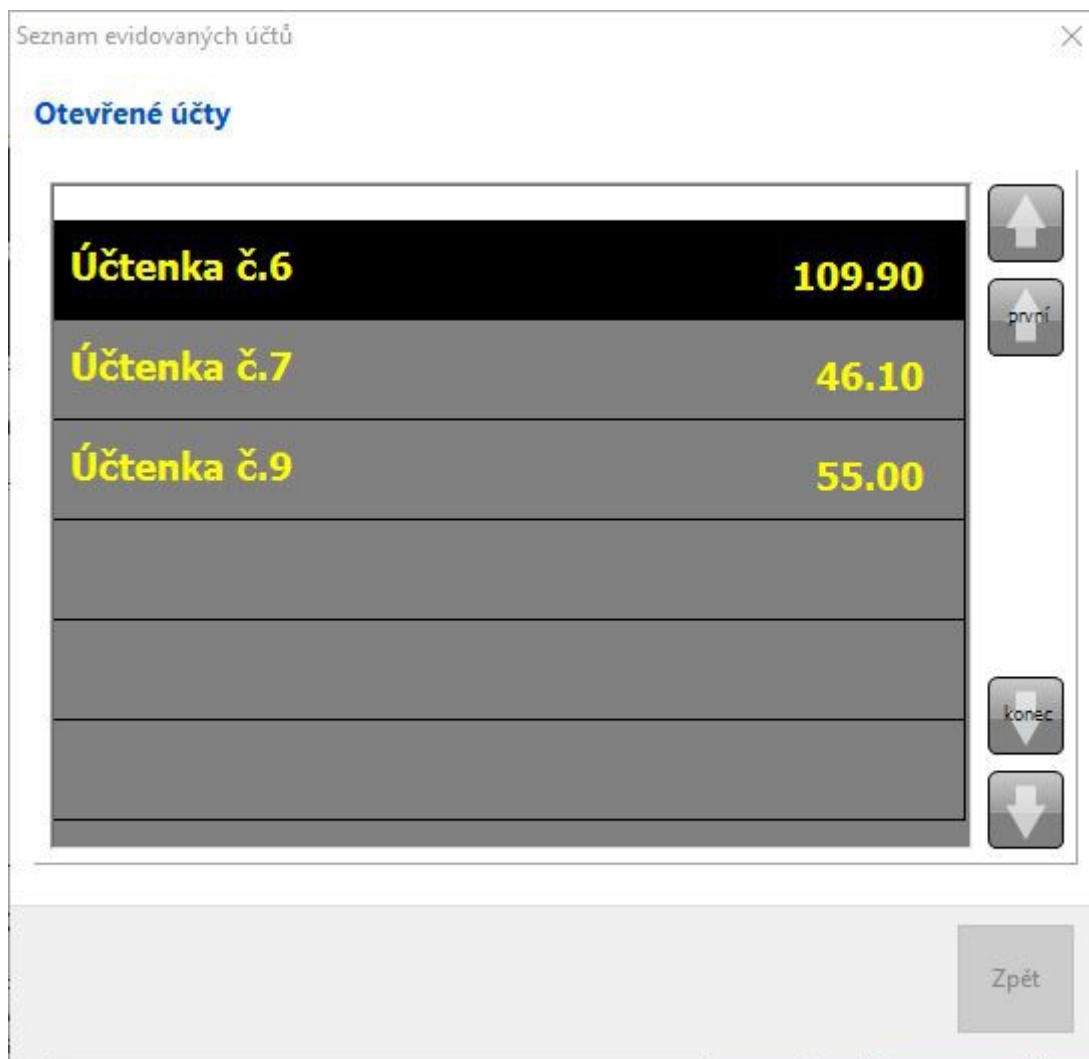 Seznam evidovaných účtů
Otevřené účty
Účtenka č.6 109.90
první
Účtenka č.7 46.10
Účtenka č.9 55.00
konec
Zpět